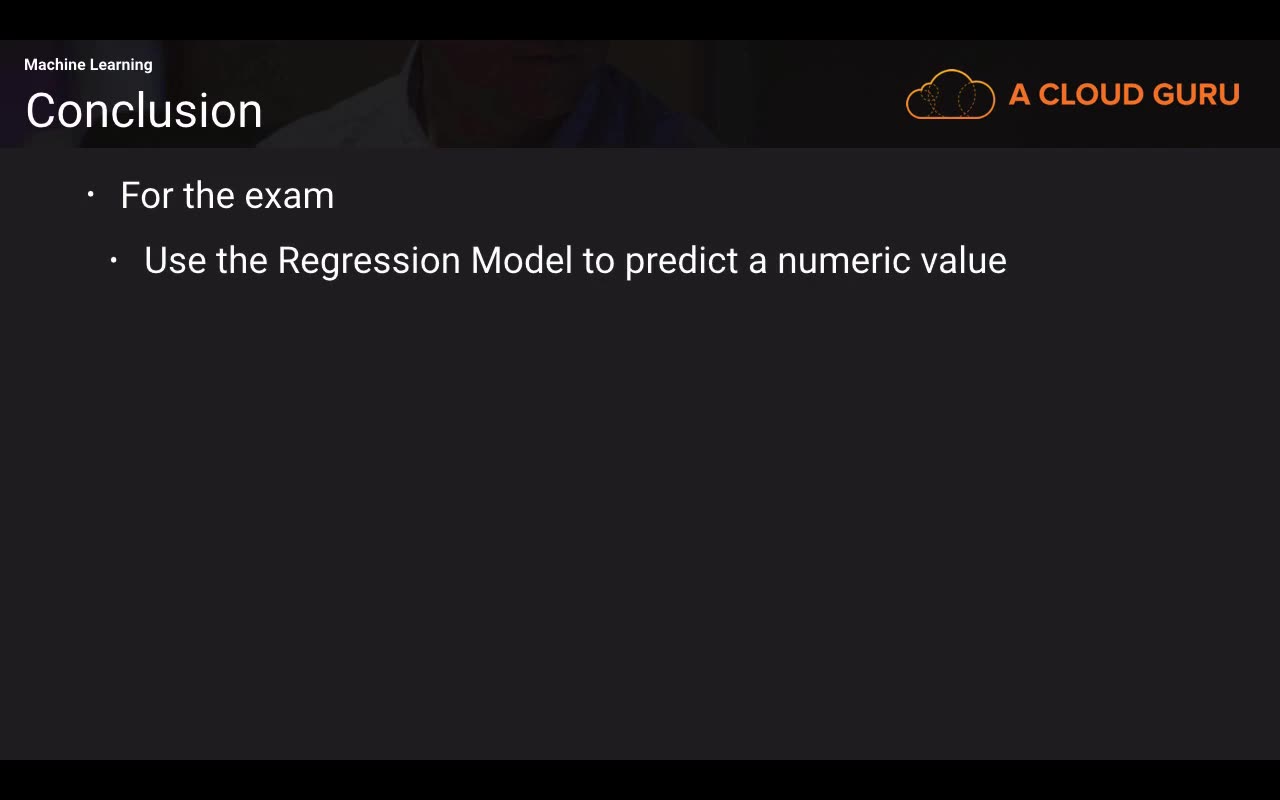 Machine Learning
Conclusion
A CLOUD GURU
· For the exam
· Use the Regression Model to predict a numeric value